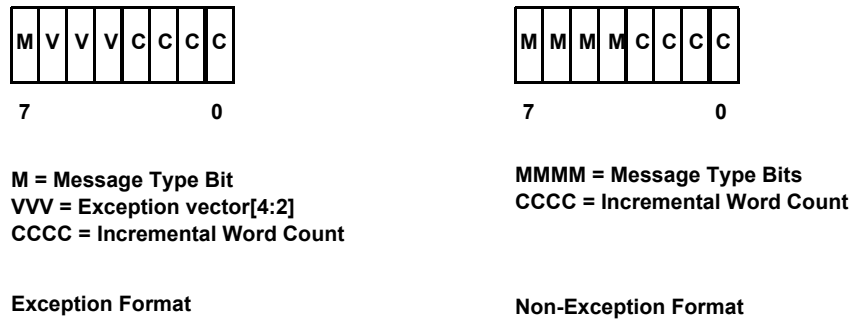 M V V V C C C C
7 0
M = Message Type Bit
VVV = Exception vector[4:2]
CCCC = Incremental Word Count
Exception Format
M M M M C C C C
7 0
MMMM = Message Type Bits
CCCC = Incremental Word Count
Non-Exception Format